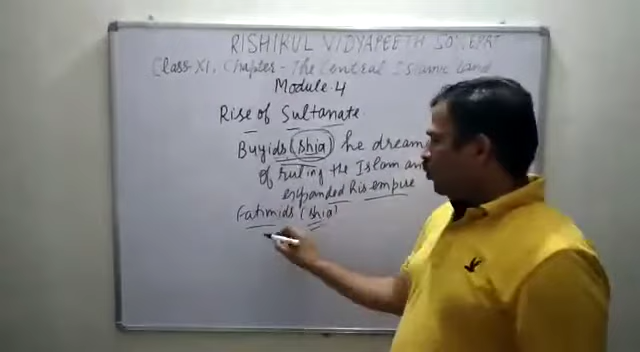 RISHIKUL VIDYAPEETH SONEPAT
Class XI, Chapter - The Central Islamic Land
Module-4
Rise of Sultanate.
Buyids (Shia) he dream
of ruling the Islam an
expanded his empire
Fatimids (Shia)